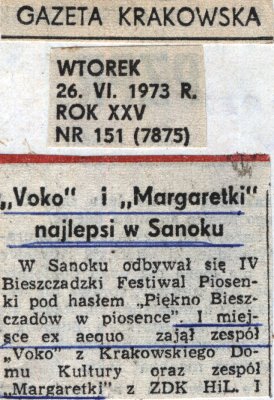 GAZETA KRAKOWSKA
WTOREK
26. VI. 1973 R.
ROK XXV
NR 151 (7875)
„Voko" i „Margaretki"
najlepsi w Sanoku
W Sanoku odbywał się IV
Bieszczadzki Festiwal Piosen-
ki pod hasłem „Piękno Biesz-
czadów w piosence". I miej-
sce ex aequo zajął zespół
„Voko" z Krakowskiego Do-
mu Kultury oraz zespół
„Margaretki" z ZDK HiL. I